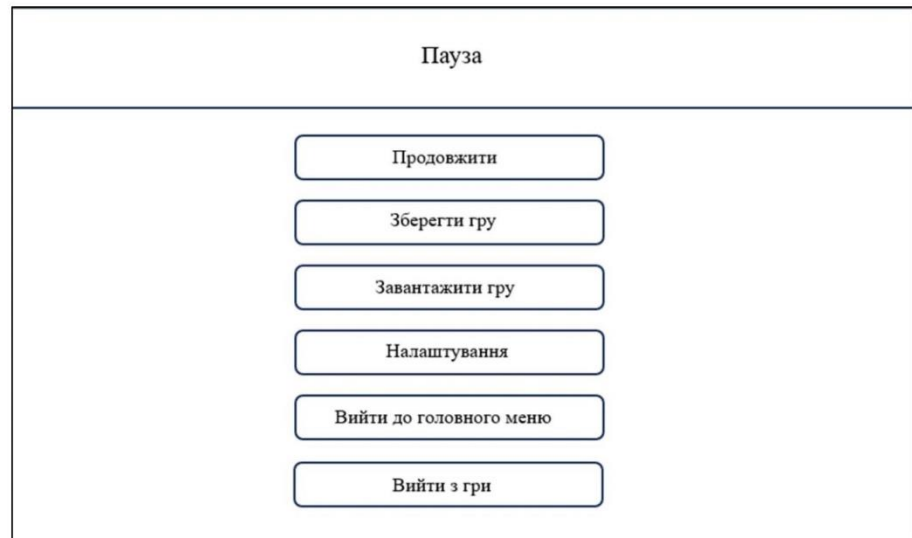 Пауза
Продовжити
Зберегти гру
Завантажити гру
Налаштування
Вийти до головного меню
Вийти з гри